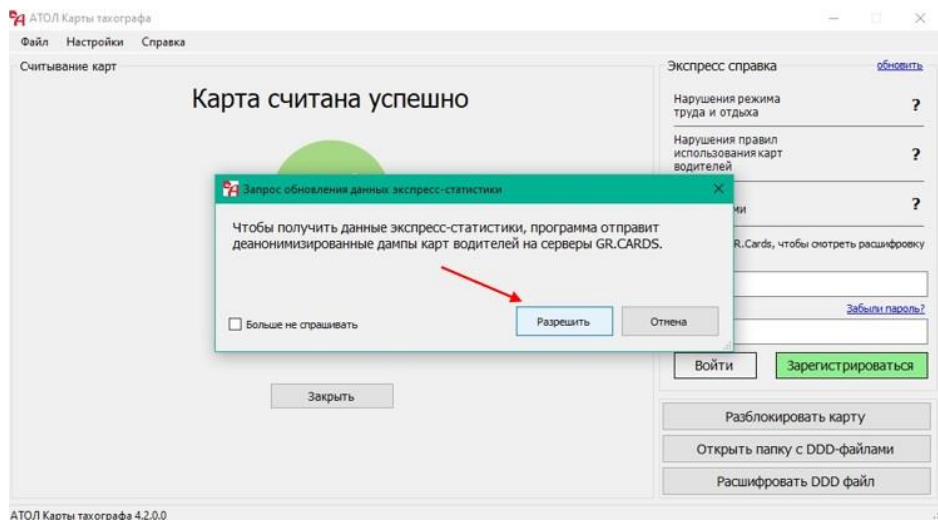 АТОЛ Карты тахографа
Файл Настройки Справка
Считывание карт
Карта считана успешно
Запрос обновления данных экспресс-статистики
Чтобы получить данные экспресс-статистики, программа отправит
деанонимизированные дампы карт водителей на серверы GR.CARDS.
Больше не спрашивать
Разрешить
Отмена
Закрыть
Экспресс справка
обновить
Нарушения режима
труда и отдыха
?
Нарушения правил
использования карт
водителей
?
?
R.Cards, чтобы смотреть расшифровку
Забыли пароль?
Войти
Зарегистрироваться
Разблокировать карту
Открыть папку с DDD-файлами
Расшифровать DDD файл
АТОЛ Карты тахографа 4.2.0.0